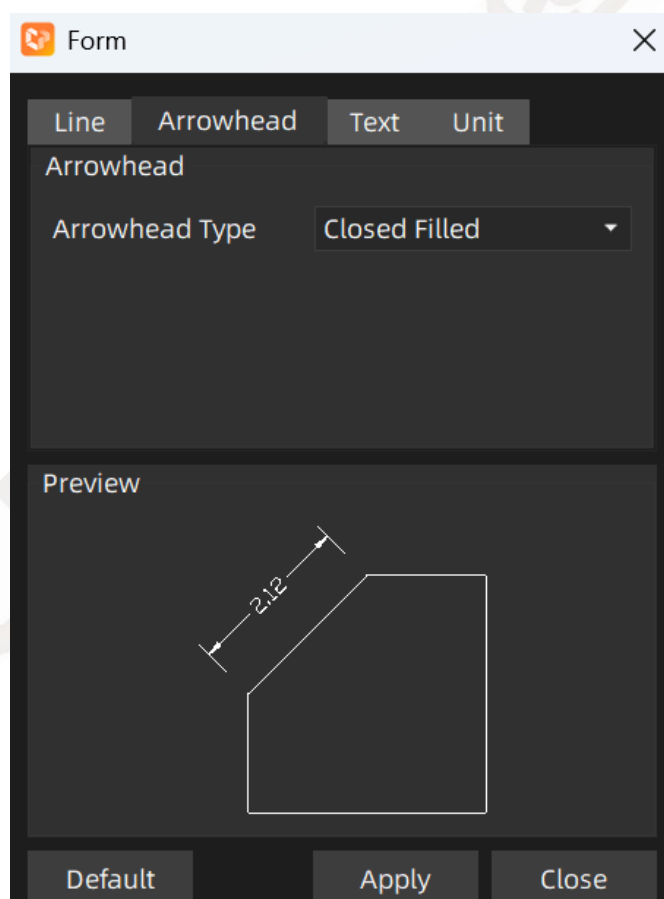 Form
Line Arrowhead Text Unit
Arrowhead
Arrowhead Type Closed Filled
Preview
2.12
Default Apply Close